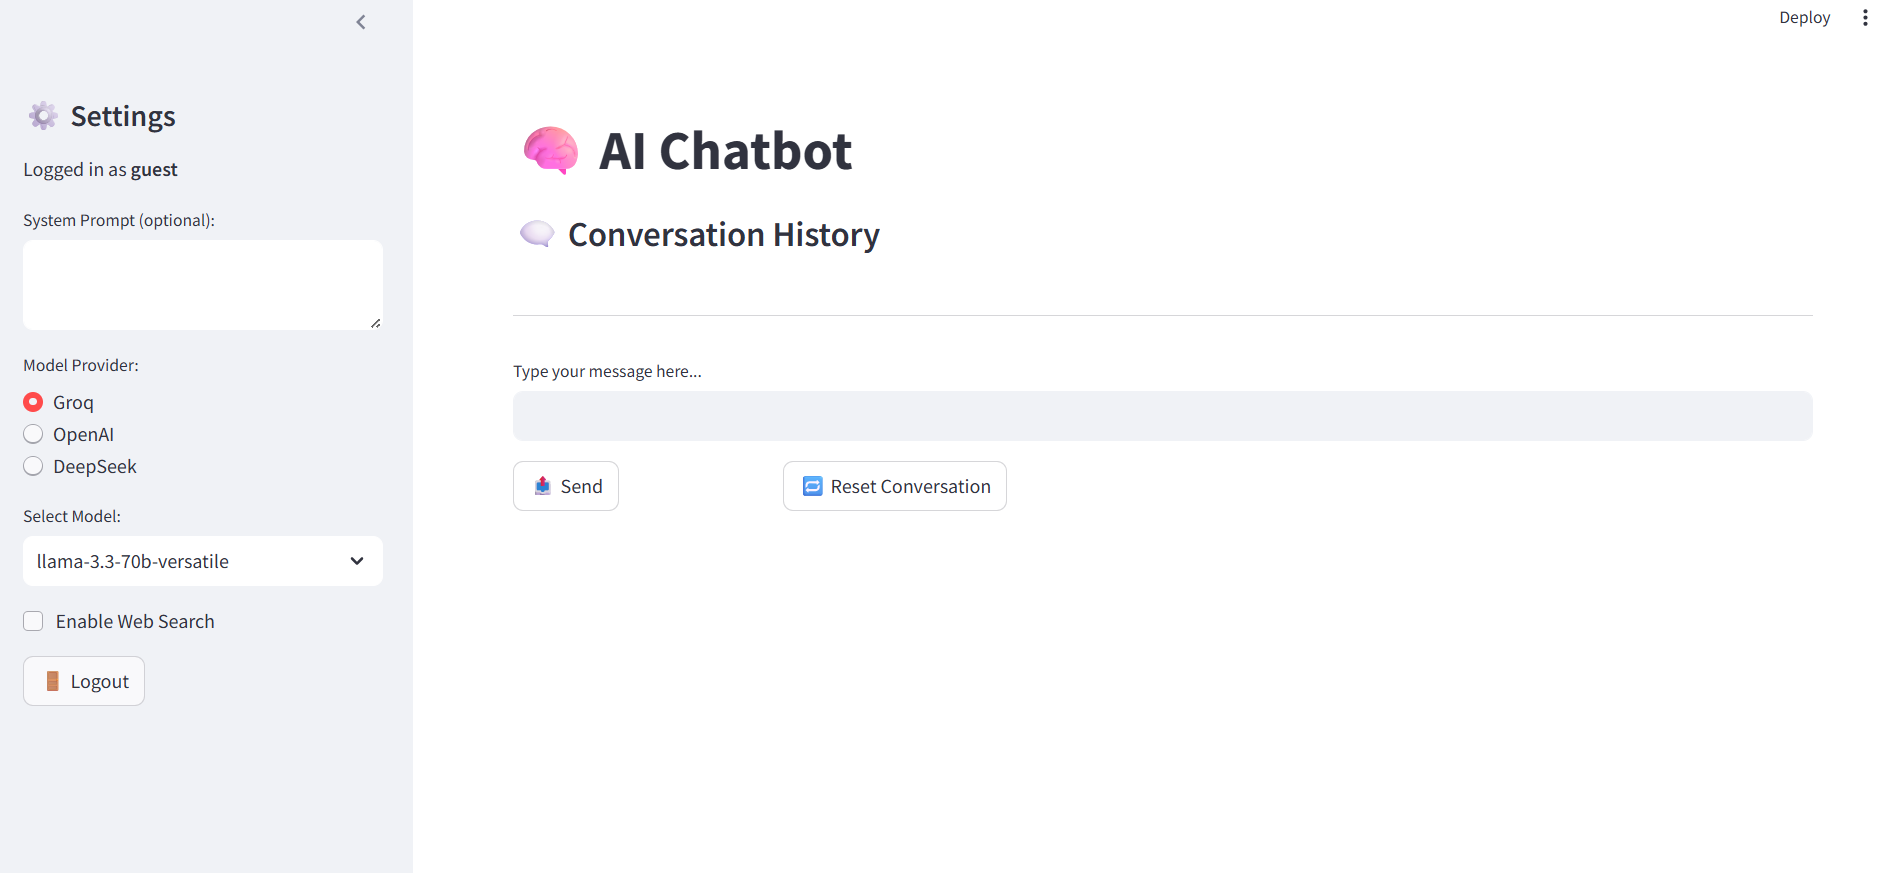 Deploy
Settings
Logged in as guest
System Prompt (optional):
Model Provider:
Groq
OpenAI
DeepSeek
Select Model:
llama-3.3-70b-versatile
Enable Web Search
Logout
AI Chatbot
Conversation History
Type your message here...
Send
Reset Conversation